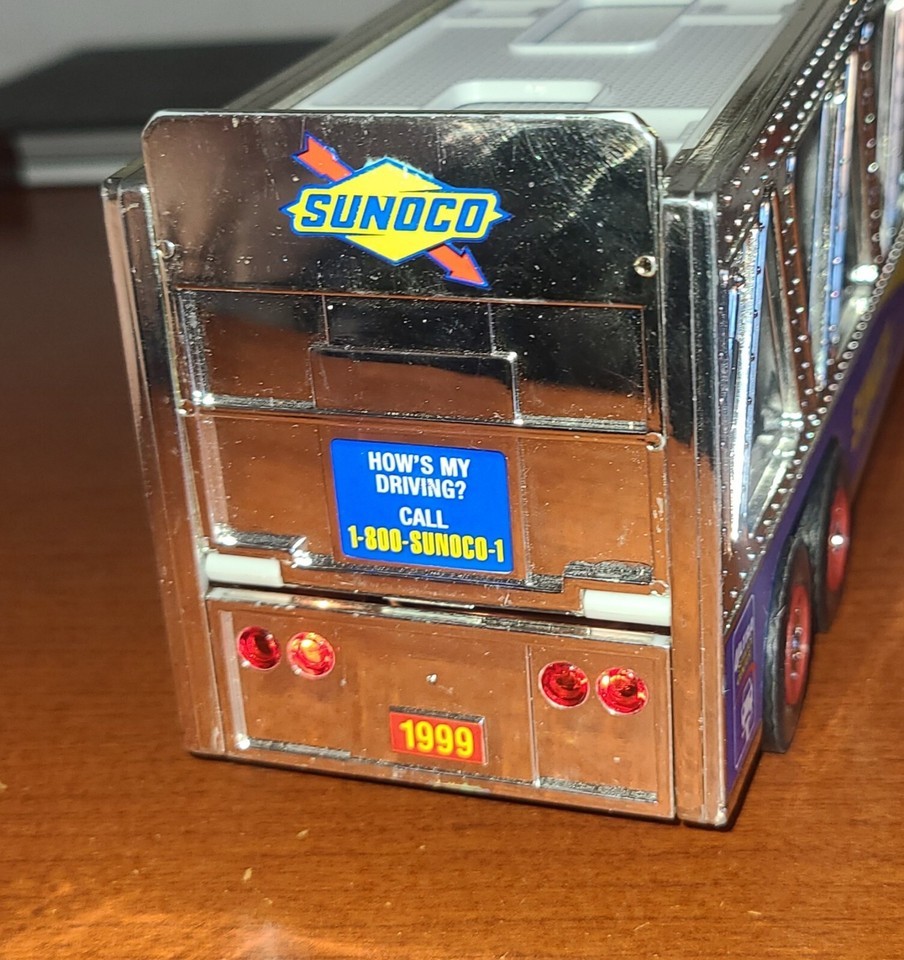 SUNOCO
HOW'S MY
DRIVING?
CALL
1-800-SUNOCO-1
1999